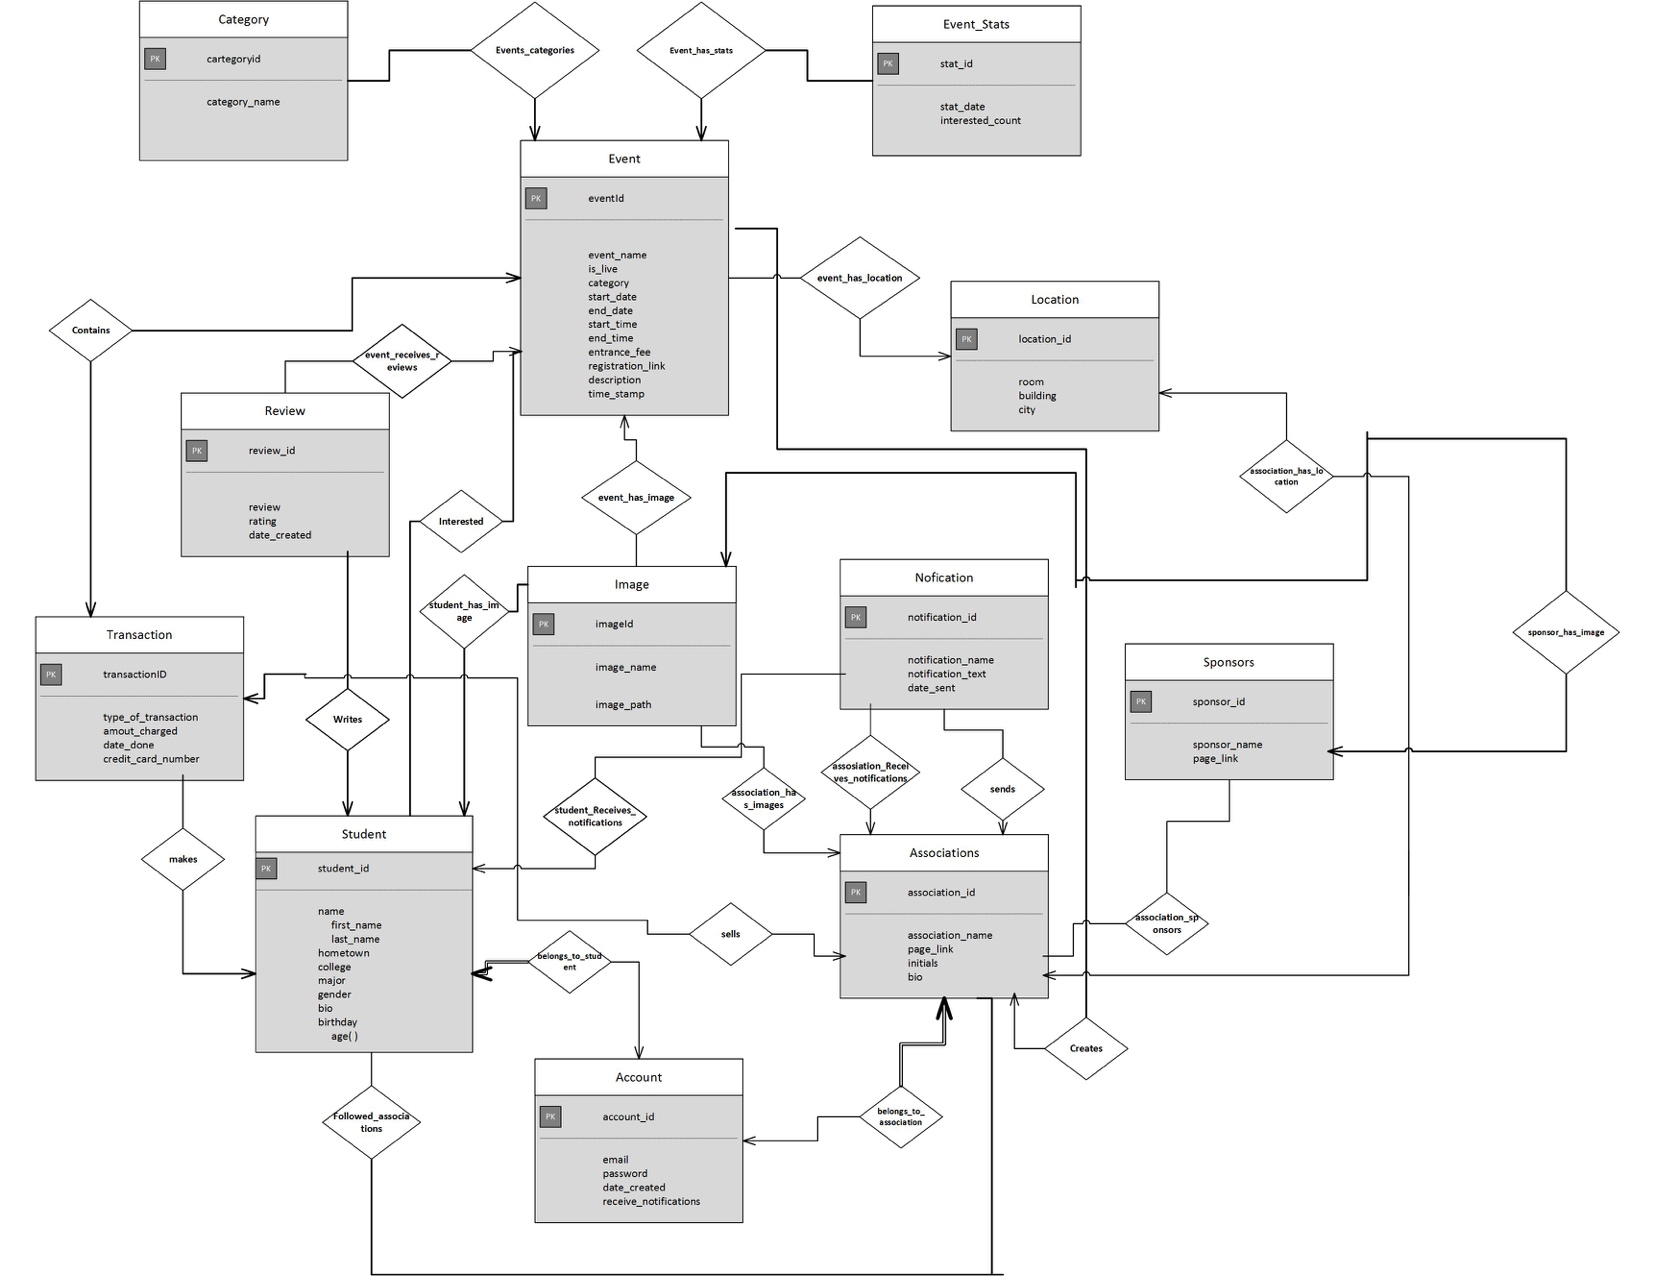 Category
PK
cartegoryid
category_name
Events_categories
Event_has_stats
Event_Stats
PK
stat_id
stat_date
interested_count
Event
PK
eventId
event_name
is_live
category
start_date
end_date
start_time
end_time
entrance_fee
registration_link
description
time_stamp
event_has_location
Location
PK
location_id
room
building
city
Contains
event_receives_r
eviews
Review
PK
review_id
review
rating
date_created
association_has_lo
cation
event_has_image
Interested
Image
PK
imageId
image_name
image_path
student_has_im
age
Nofication
PK
notification_id
notification_name
notification_text
date_sent
sponsor_has_image
Transaction
PK
transactionID
type_of_transaction
amout_charged
date_done
credit_card_number
Sponsors
PK
sponsor_id
sponsor_name
page_link
Writes
assosiation_Recei
ves_notifications
sends
association_ha
s_images
student_Receives_
notifications
makes
Student
PK
student_id
name
first_name
last_name
hometown
college
major
gender
bio
birthday
age( )
Associations
PK
association_id
association_name
page_link
initials
bio
association_sp
onsors
sells
belongs_to_stud
ent
Creates
Account
PK
account_id
email
password
date_created
receive_notifications
belongs_to_
association
Followed_associa
tions